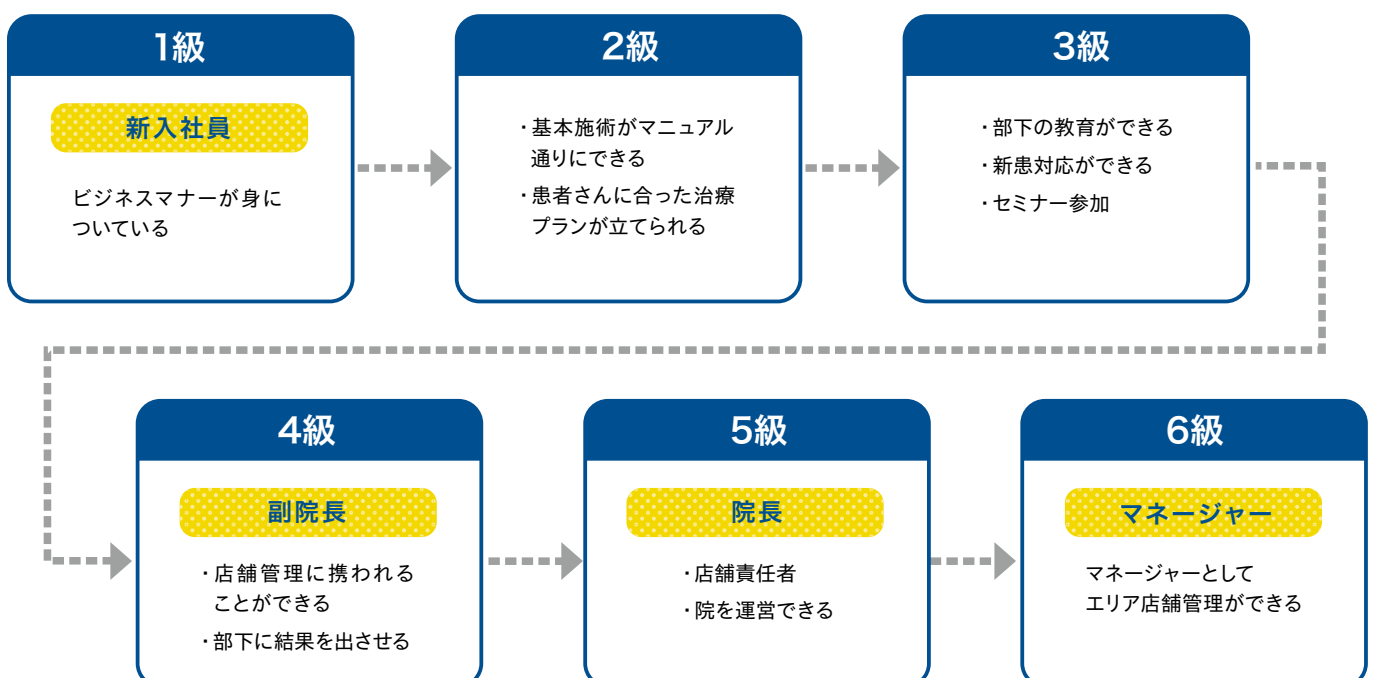 1級
新入社員
ビジネスマナーが身に
ついている
2級
・基本施術がマニュアル
通りにできる
・患者さんに合った治療
プランが立てられる
3級
・部下の教育ができる
・新患対応ができる
・セミナー参加
4級
副院長
・店舗管理に携われる
ことができる
・部下に結果を出させる
5級
院長
・店舗責任者
・院を運営できる
6級
マネージャー
マネージャーとして
エリア店舗管理ができる